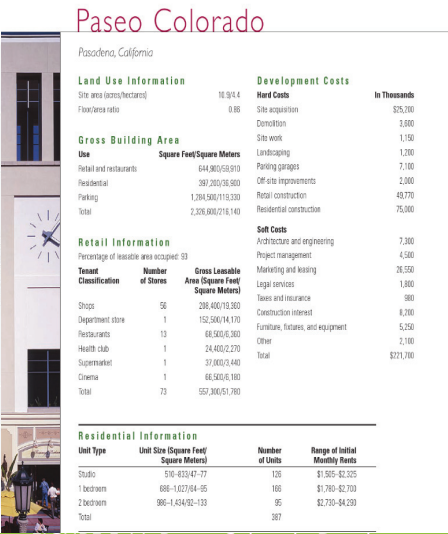 Paseo Colorado
Pasadena, California
Land Use Information
Site area (acres/hectares) 10.9/4.4
Floor/area ratio 0.86
Gross Building Area
Use Square Feet/Square Meters
Retail and restaurants 644,900/59,910
Residential 397,200/36,900
Parking 1,284,500/119,330
Total 2,326,600/216,140
Retail Information
Percentage of leasable area occupied: 93
Tenant Number Gross Leasable
Classification of Stores Area (Square Feet/
Square Meters)
Shops 56 208,400/19,360
Department store 1 152,500/14,170
Restaurants 13 68,500/6,360
Health club 1 24,400/2,270
Supermarket 1 37,000/3,440
Cinema 1 66,500/6,180
Total 73 557,300/51,780
Development Costs
Hard Costs In Thousands
Site acquisition $25,200
Demolition 3,600
Site work 1,150
Landscaping 1,200
Parking garages 7,100
Off-site improvements 2,000
Retail construction 49,770
Residential construction 75,000
Soft Costs
Architecture and engineering 7,300
Project management 4,500
Marketing and leasing 26,550
Legal services 1,800
Taxes and insurance 980
Construction interest 8,200
Furniture, fixtures, and equipment 5,250
Other 2,100
Total $221,700
Residential Information
Unit Type Unit Size (Square Feet/ Number Range of Initial
Square Meters) of Units Monthly Rents
Studio 510–833/47–77 126 $1,505–$2,325
1 bedroom 686–1,027/64–95 166 $1,780–$2,700
2 bedroom 986–1,434/92–133 95 $2,730–$4,290
Total 387